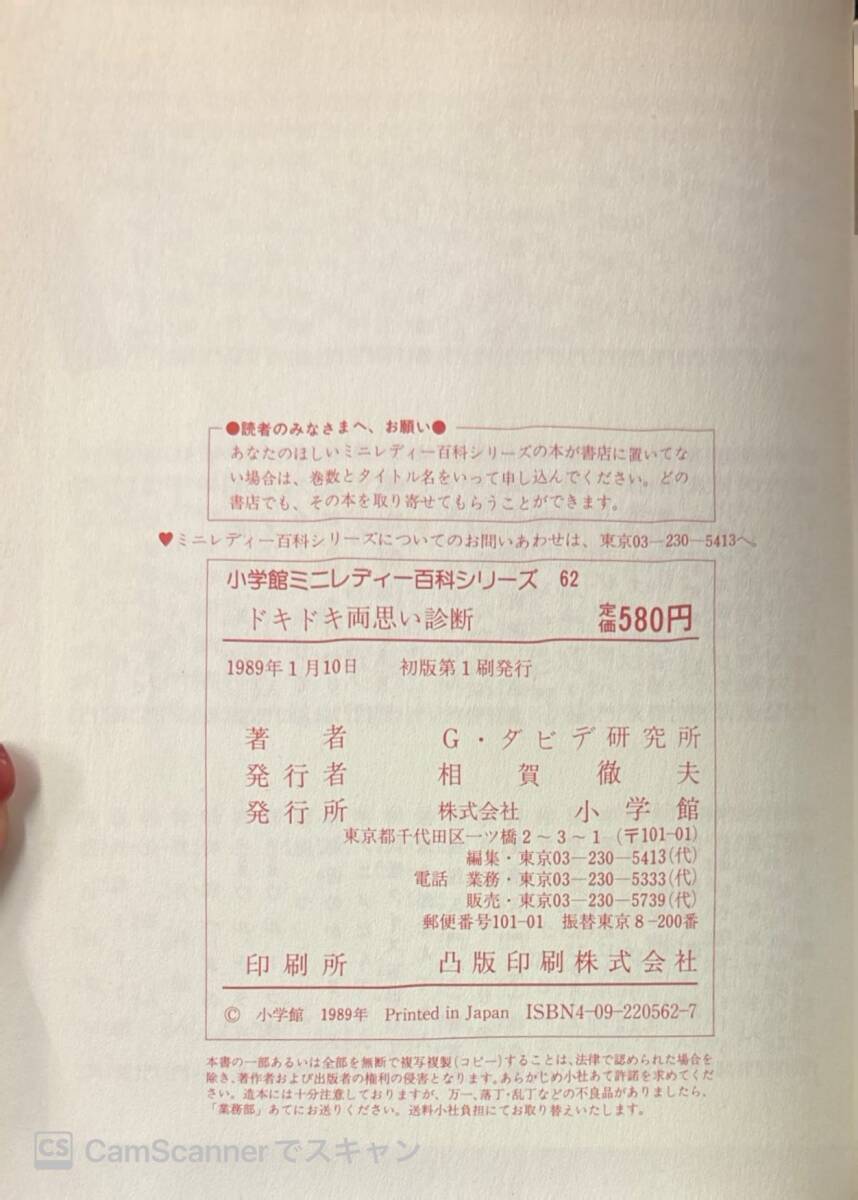 ●読者のみなさまへ、お願い●
あなたのほしいミニレディー百科シリーズの本が書店に置いてな
い場合は、巻数とタイトル名をいって申し込んでください。どの
書店でも、その本を取り寄せてもらうことができます。
♥ミニレディー百科シリーズについてのお問いあわせは、東京03―230―5413へ。
小学館ミニレディー百科シリーズ 62
ドキドキ両思い診断 定価580円
1989年1月10日 初版第1刷発行
著者 G・ダビデ研究所
発行者 相賀徹夫
発行所 株式会社 小学館
東京都千代田区一ツ橋2～3～1 (〒101-01)
編集・東京03―230―5413(代)
電話 業務・東京03―230―5333(代)
販売・東京03―230―5739(代)
郵便番号101-01 振替東京8-200番
印刷所 凸版印刷株式会社
© 小学館 1989年 Printed in Japan ISBN4-09-220562-7
本書の一部あるいは全部を無断で複写複製(コピー)することは、法律で認められた場合を
除き、著作者および出版者の権利の侵害となります。あらかじめ小社あて許諾を求めてくだ
さい。造本には十分注意しておりますが、万一、落丁・乱丁などの不良品がありましたら、
「業務部」あてにお送りください。送料小社負担にてお取り替えいたします。
CS CamScannerでスキャン